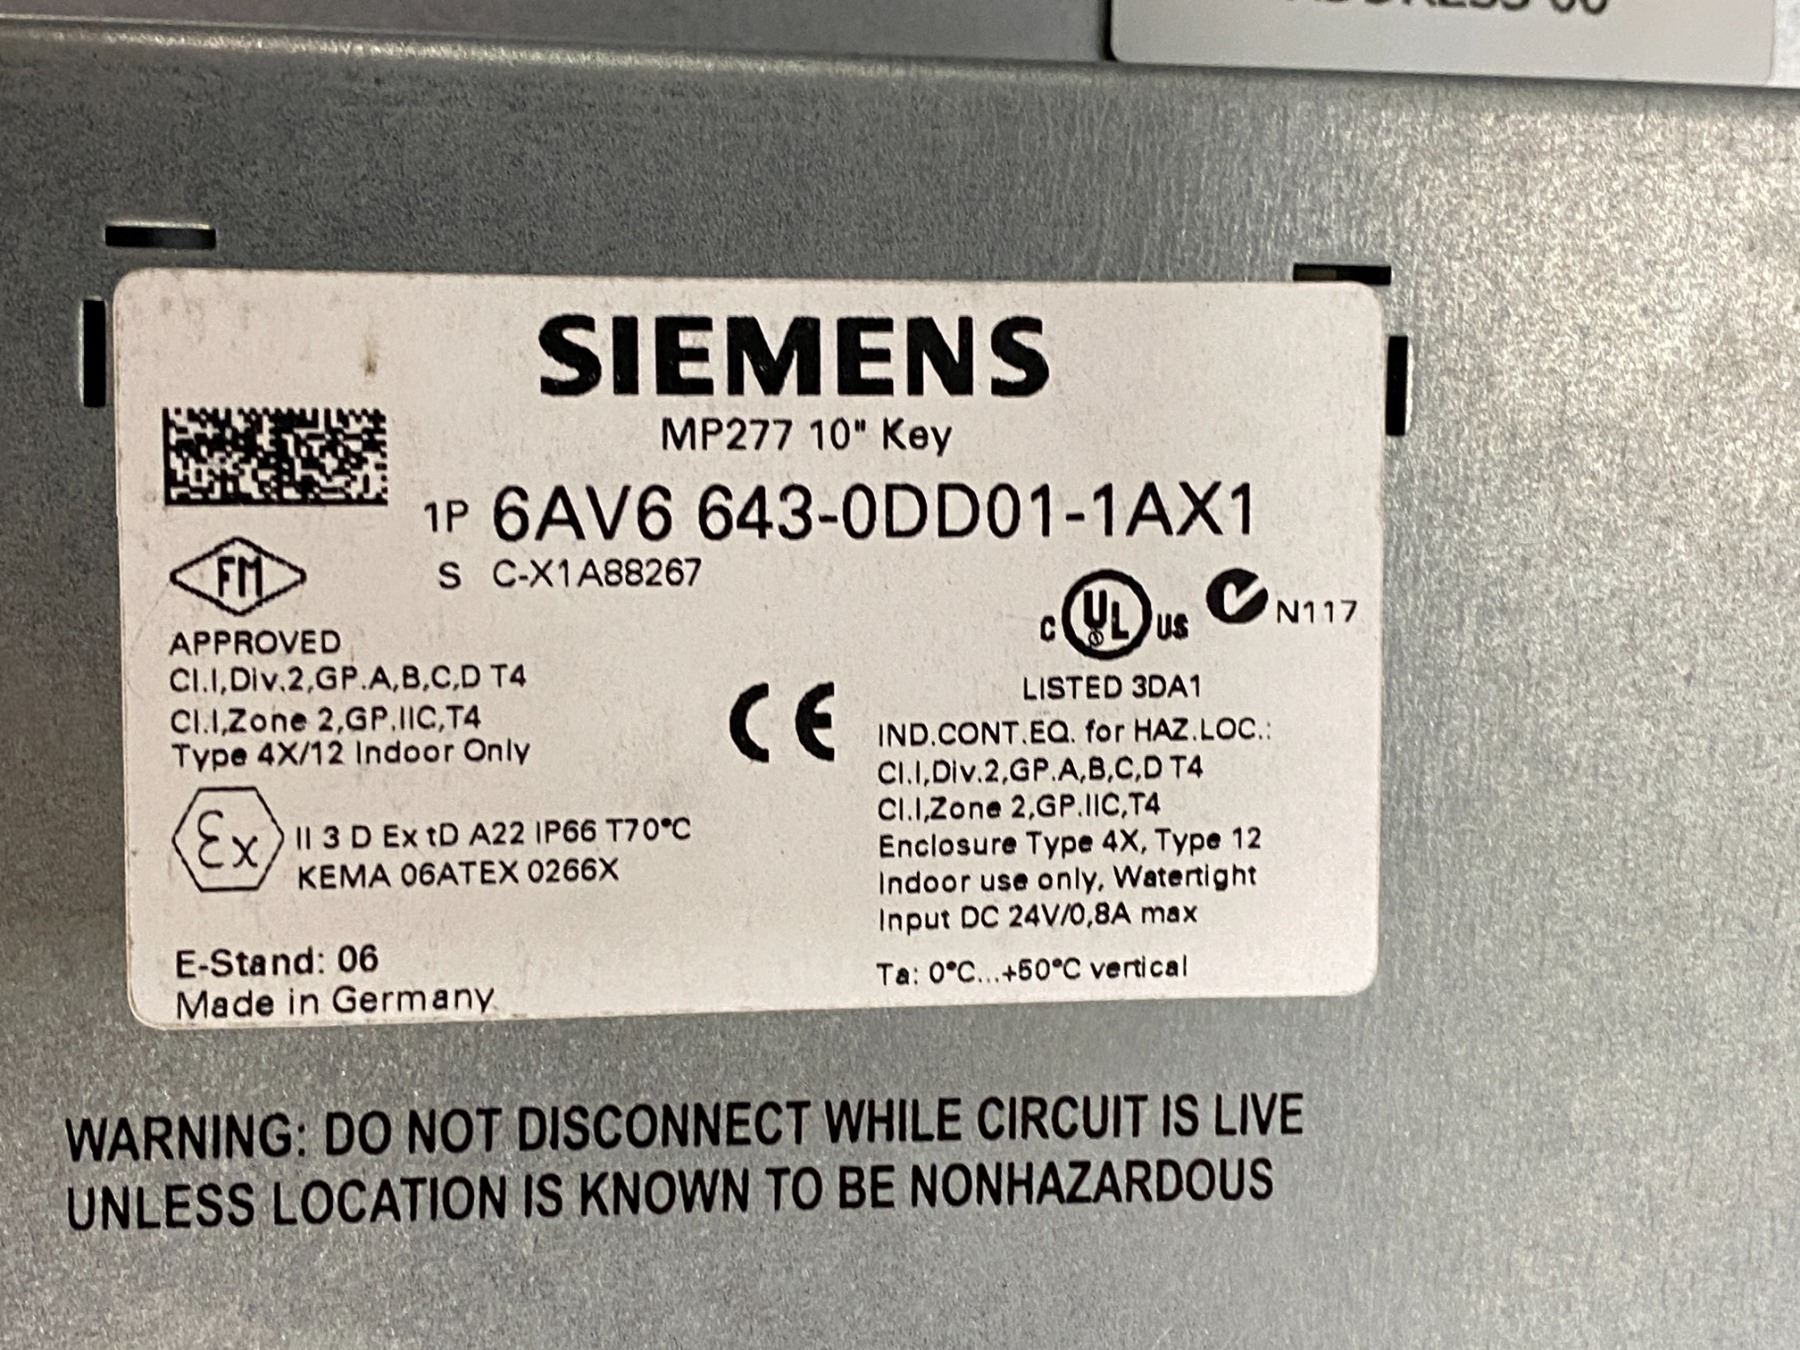 ADDRESS 06
SIEMENS
MP277 10" Key
1P 6AV6 643-0DD01-1AX1
S C-X1A88267
FM
APPROVED
Cl.I,Div.2,GP.A,B,C,D T4
Cl.I,Zone 2,GP.IIC,T4
Type 4X/12 Indoor Only
Ex II 3 D Ex tD A22 IP66 T70°C
KEMA 06ATEX 0266X
E-Stand: 06
Made in Germany
CE
C UL US N117
®
LISTED 3DA1
IND.CONT.EQ. for HAZ.LOC.:
Cl.I,Div.2,GP.A,B,C,D T4
Cl.I,Zone 2,GP.IIC,T4
Enclosure Type 4X, Type 12
Indoor use only, Watertight
Input DC 24V/0,8A max
Ta: 0°C...+50°C vertical
WARNING: DO NOT DISCONNECT WHILE CIRCUIT IS LIVE
UNLESS LOCATION IS KNOWN TO BE NONHAZARDOUS